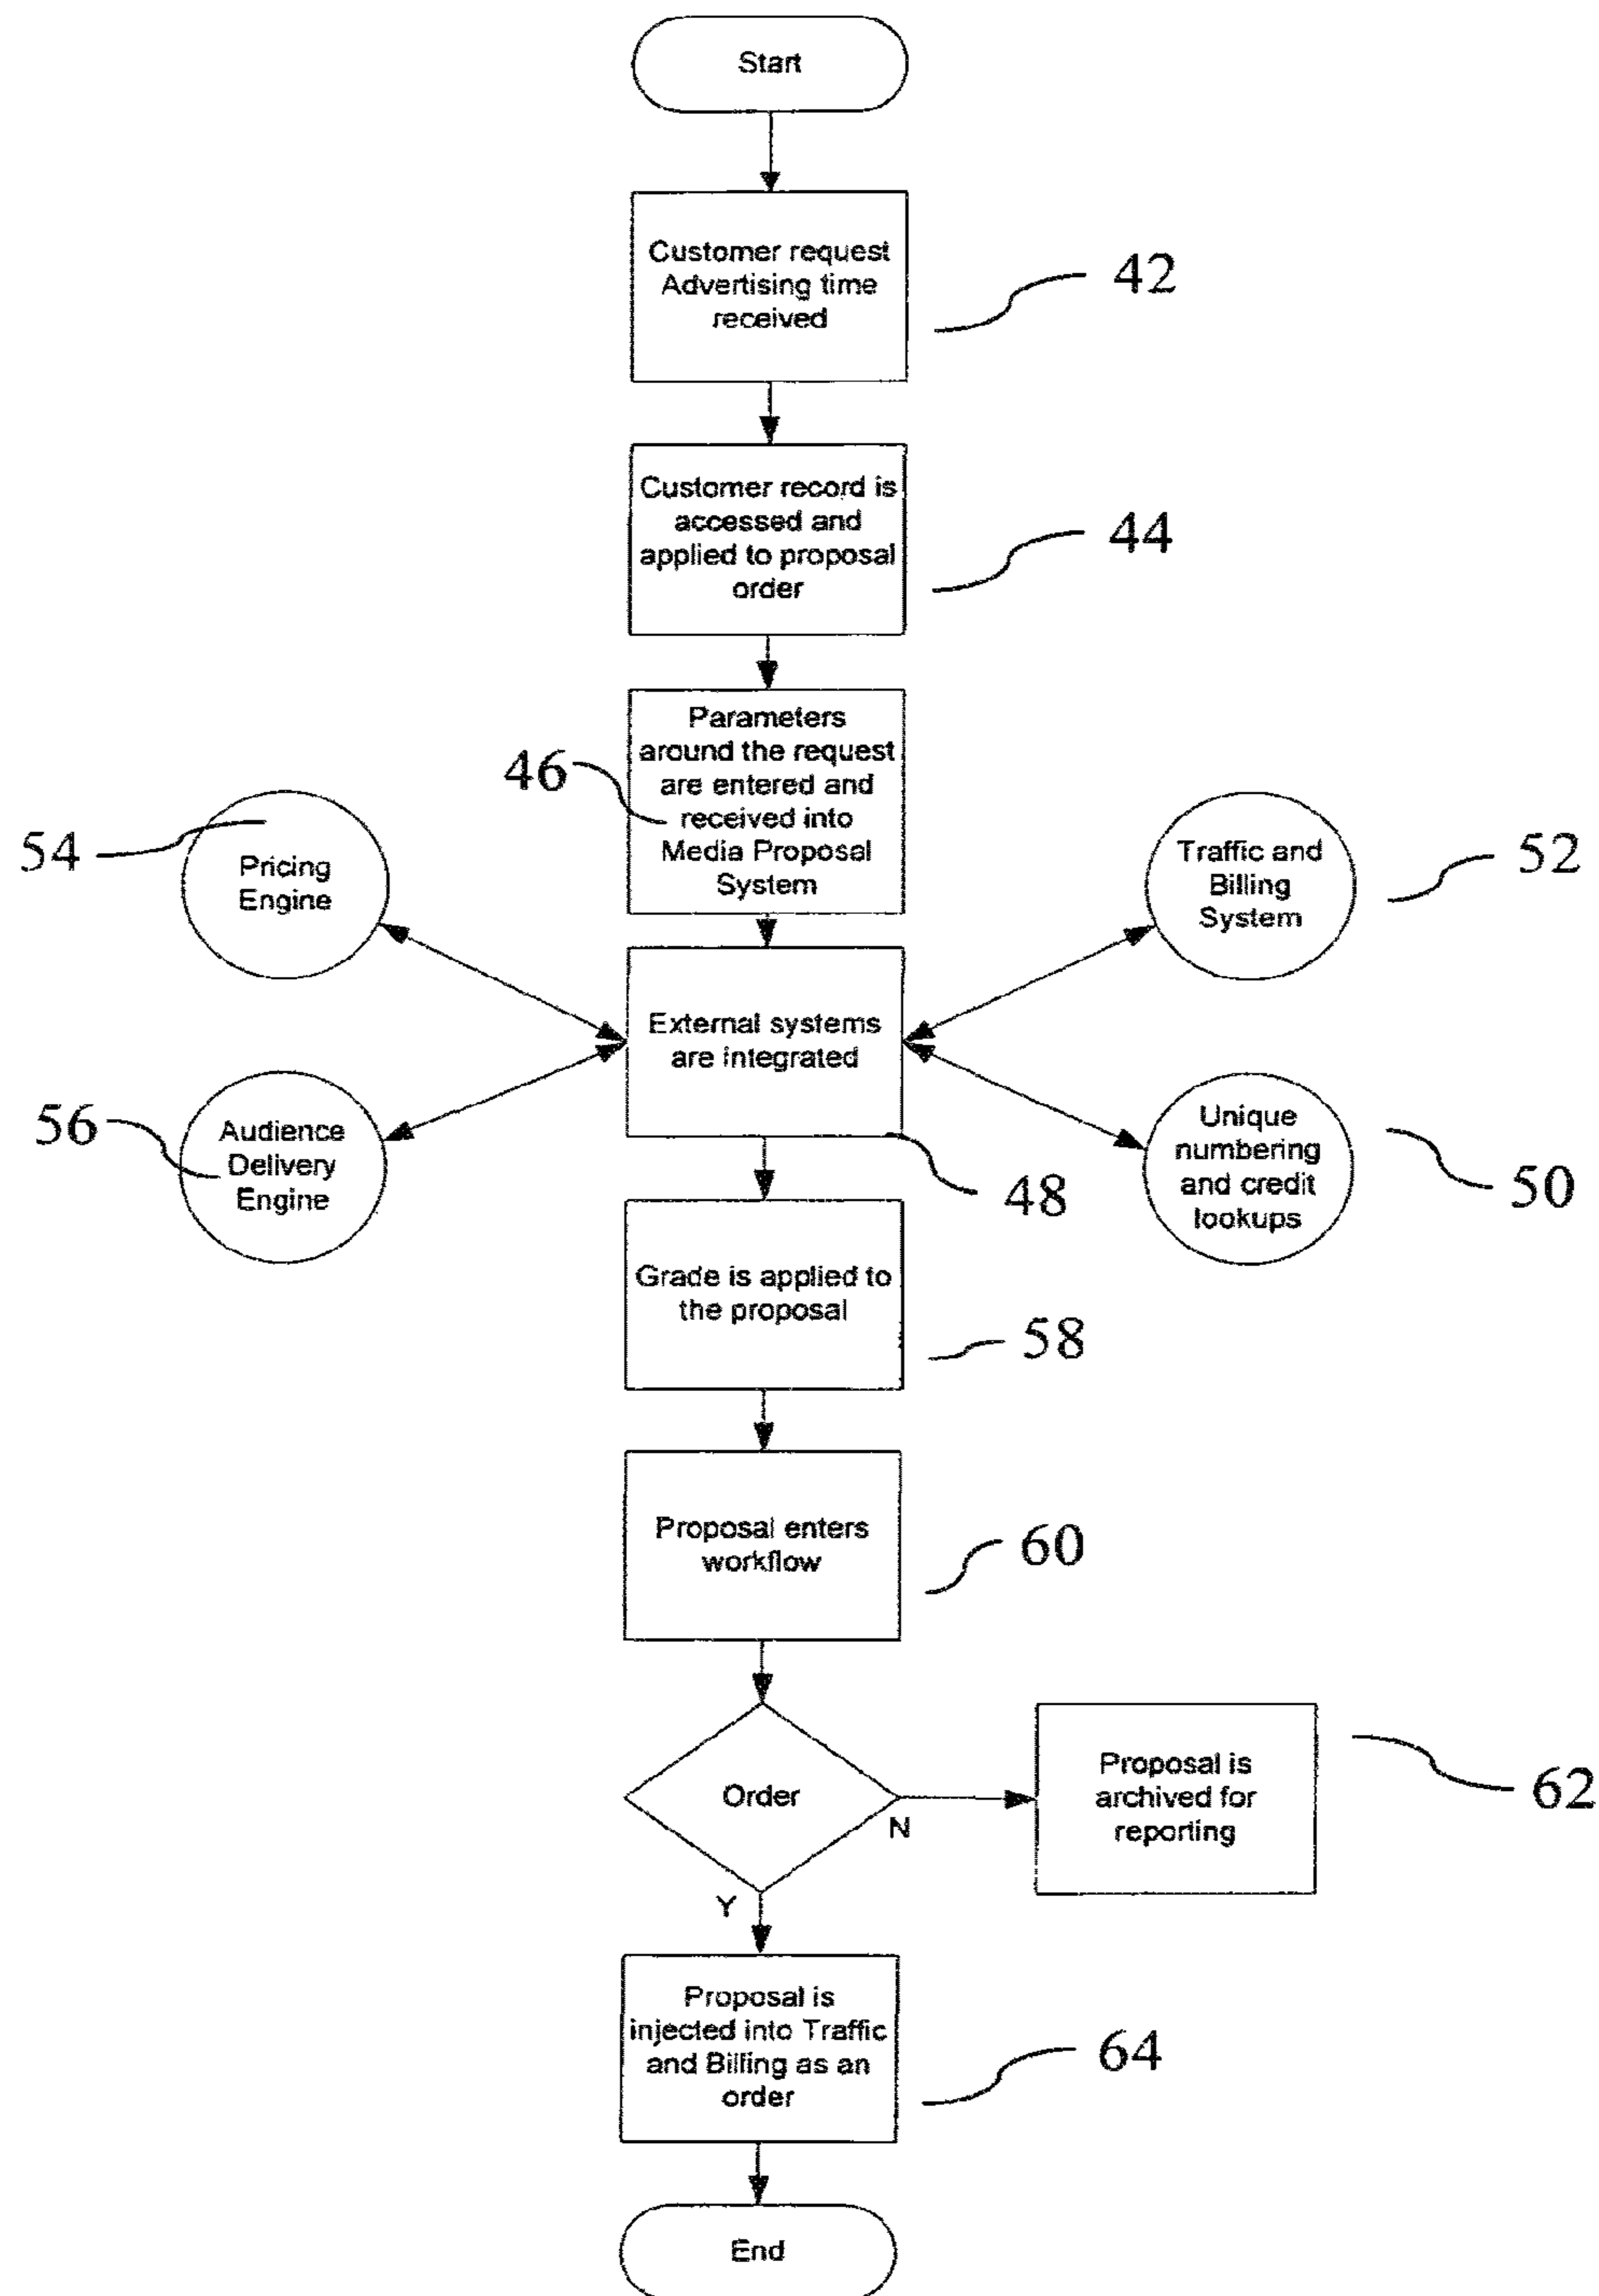 Start
Customer request
Advertising time
received
42
Customer record is
accessed and
applied to proposal
order
44
Parameters
around the request
are entered and
received into
Media Proposal
System
46
54
Pricing
Engine
Traffic and
Billing
System
52
External systems
are integrated
48
56
Audience
Delivery
Engine
Unique
numbering
and credit
lookups
50
Grade is applied to
the proposal
58
Proposal enters
workflow
60
Order
N
Y
Proposal is
archived for
reporting
62
Proposal is
injected into Traffic
and Billing as an
order
64
End